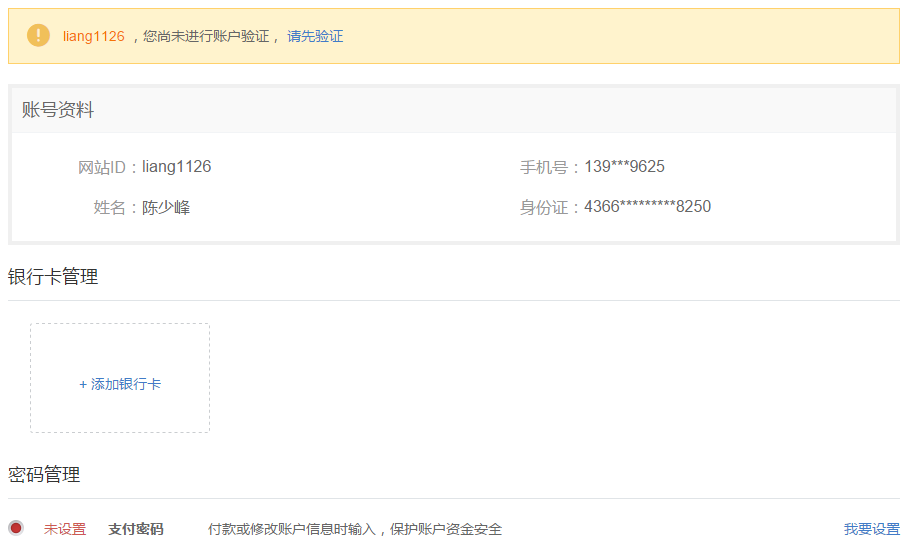 liang1126 ，您尚未进行账户验证， 请先验证
账号资料
网站ID：liang1126 手机号：139***9625
姓名：陈少峰 身份证：4366*********8250
银行卡管理
+ 添加银行卡
密码管理
未设置 支付密码 付款或修改账户信息时输入，保护账户资金安全 我要设置